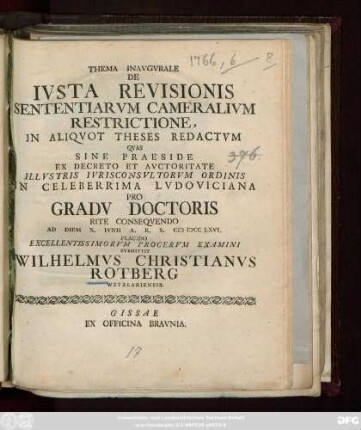 1766, 6 8
THEMA INAVGVRALE
DE
IVSTA REVISIONIS
SENTENTIARVM CAMERALIVM
RESTRICTIONE,
IN ALIQVOT THESES REDACTVM
QVAS
SINE PRAESIDE
376.
EX DECRETO ET AVCTORITATE
ILLVSTRIS IVRISCONSVLTORVM ORDINIS
IN CELEBERRIMA LVDOVICIANA
PRO
GRADV DOCTORIS
RITE CONSEQVENDO
AD DIEM X. IVNII A. R. S. CIƆ IƆCC LXVI.
PLACIDO
EXCELLENTISSIMORVM PROCERVM EXAMINI
SVBMITTIT
WILHELMVS CHRISTIANVS
ROTBERG
WETZLARIENSIS.
GISSAE
EX OFFICINA BRAVNIA.
DFG